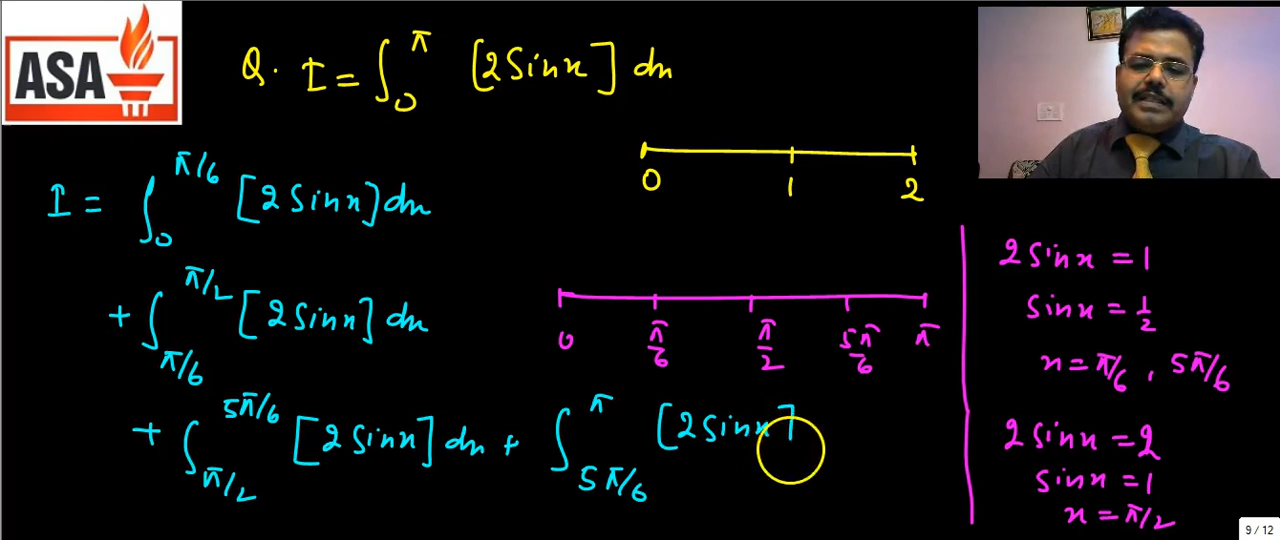 ASA
Q. I = ∫₀^π [2 Sin x] dx
0 1 2
I = ∫₀^π/6 [2 Sin x] dx
+ ∫_π/6^π/2 [2 Sin x] dx
0 π/6 π/2 5π/6 π
+ ∫_π/2^5π/6 [2 Sin x] dx + ∫_5π/6^π [2 Sin x]
2 Sin x = 1
Sin x = 1/2
x = π/6 , 5π/6
2 Sin x = 2
Sin x = 1
x = π/2
9 / 12